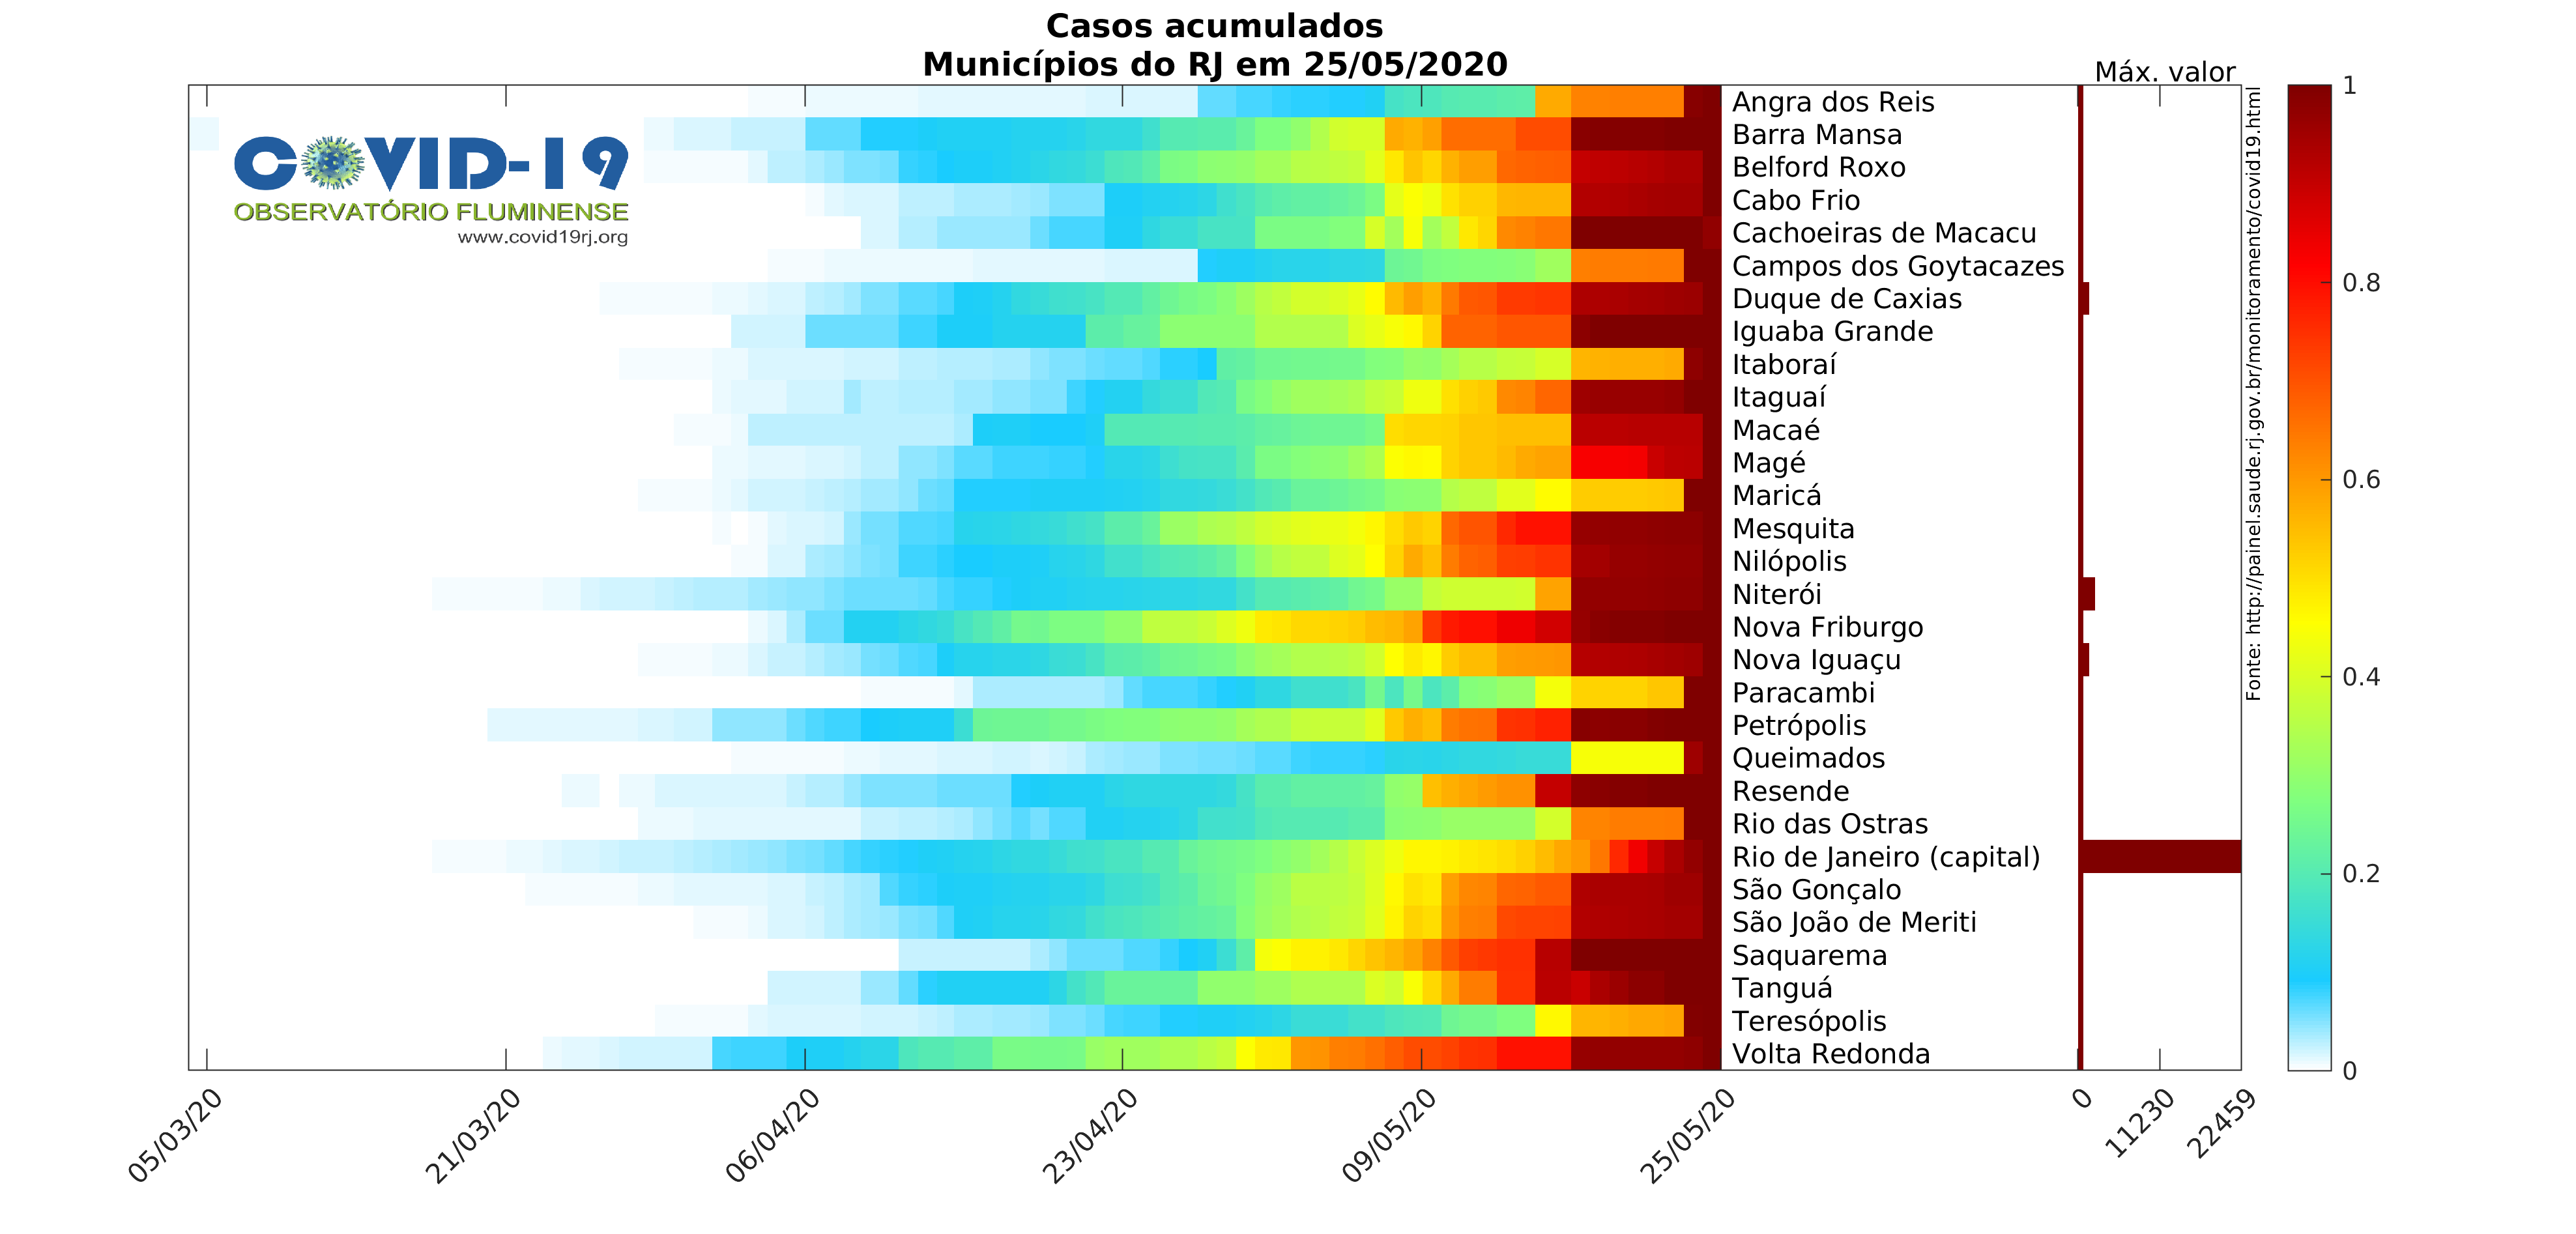 Casos acumulados
Municípios do RJ em 25/05/2020
Máx. valor
COVID-19
OBSERVATÓRIO FLUMINENSE
www.covid19rj.org
Angra dos Reis
Barra Mansa
Belford Roxo
Cabo Frio
Cachoeiras de Macacu
Campos dos Goytacazes
Duque de Caxias
Iguaba Grande
Itaboraí
Itaguaí
Macaé
Magé
Maricá
Mesquita
Nilópolis
Niterói
Nova Friburgo
Nova Iguaçu
Paracambi
Petrópolis
Queimados
Resende
Rio das Ostras
Rio de Janeiro (capital)
São Gonçalo
São João de Meriti
Saquarema
Tanguá
Teresópolis
Volta Redonda
Fonte: http://painel.saude.rj.gov.br/monitoramento/covid19.html
1
0.8
0.6
0.4
0.2
0
05/03/20
21/03/20
06/04/20
23/04/20
09/05/20
25/05/20
0
11230
22459